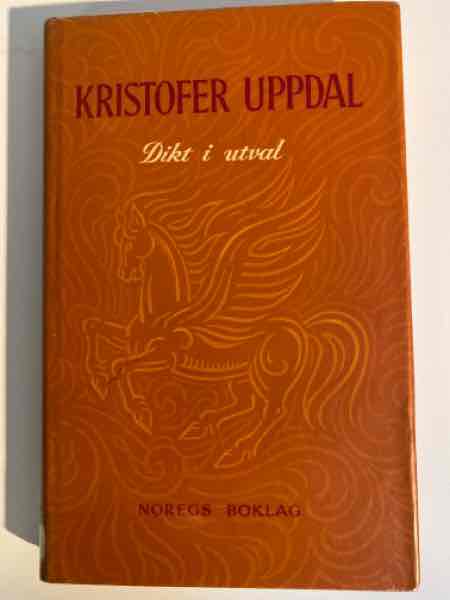 KRISTOFER UPPDAL
Dikt i utval
NOREGS BOKLAG